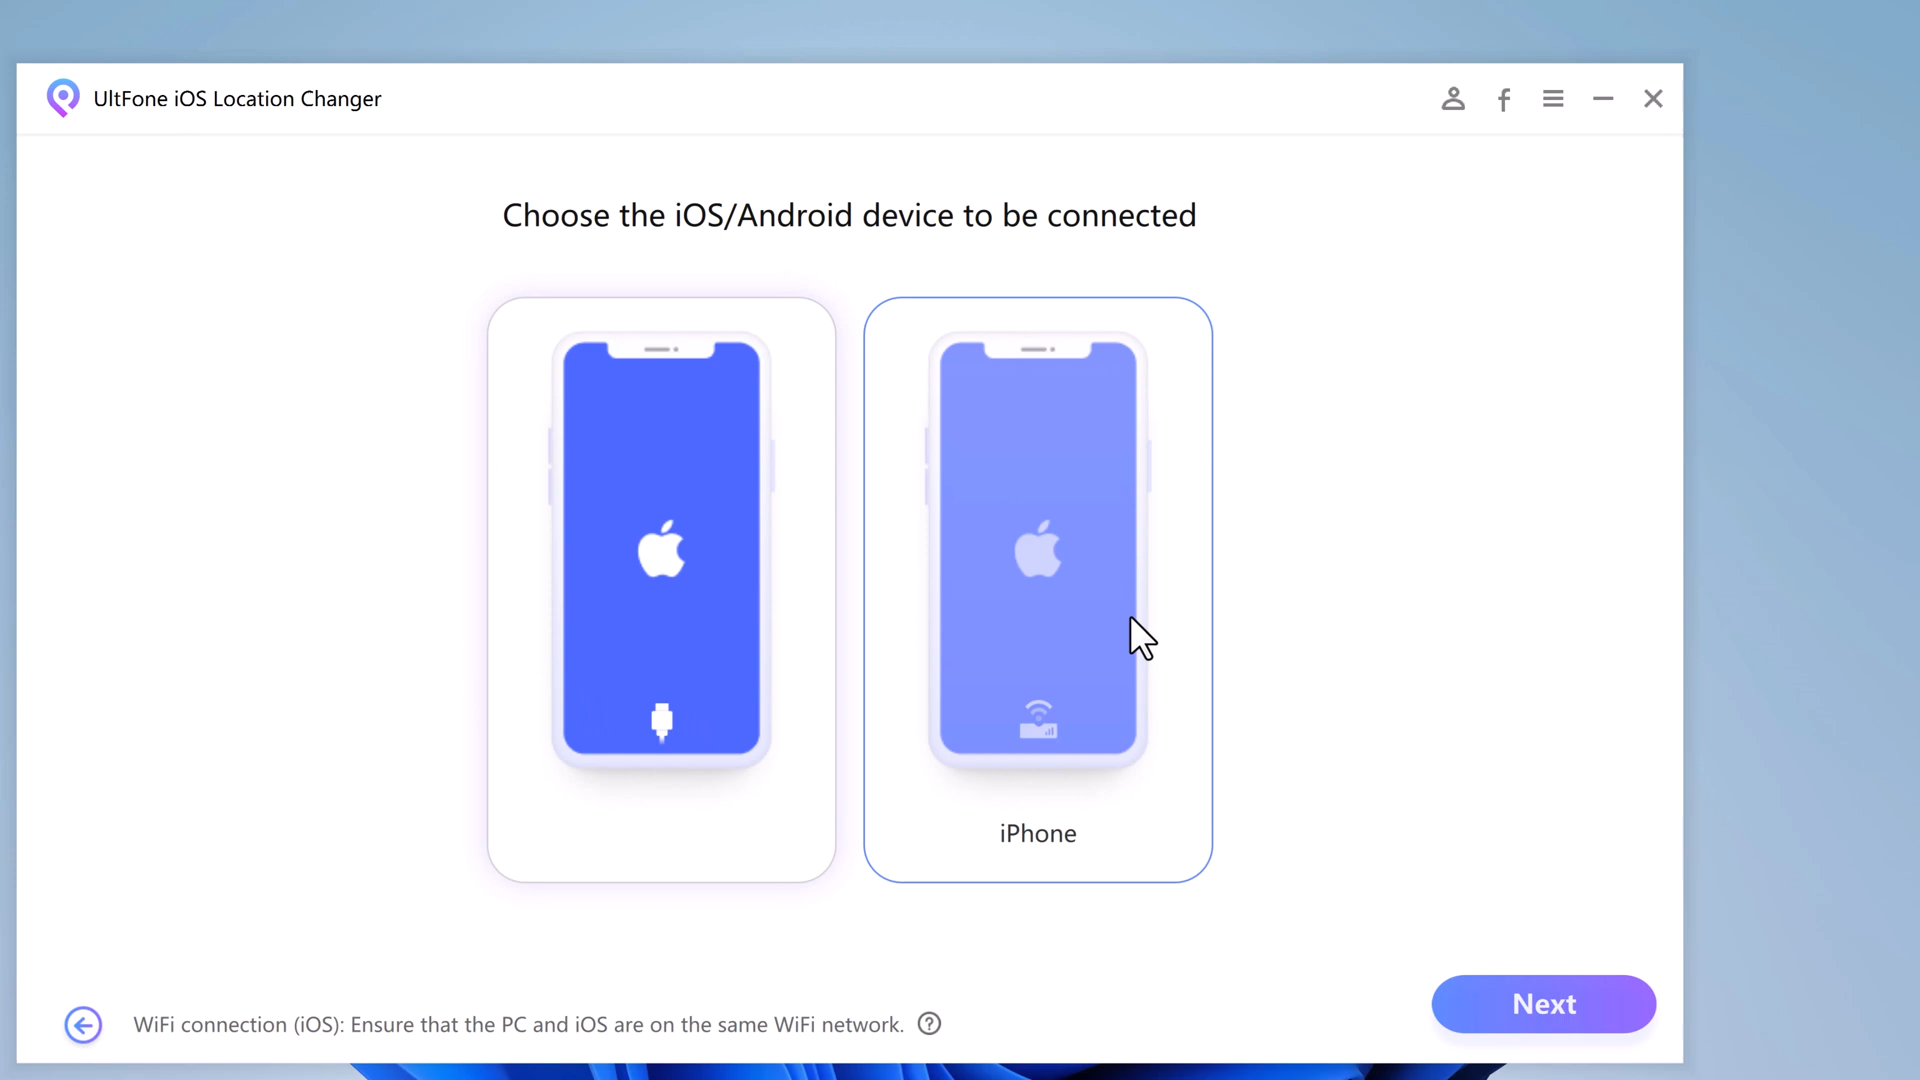 UltFone iOS Location Changer
Choose the iOS/Android device to be connected
iPhone
WiFi connection (iOS): Ensure that the PC and iOS are on the same WiFi network.
Next